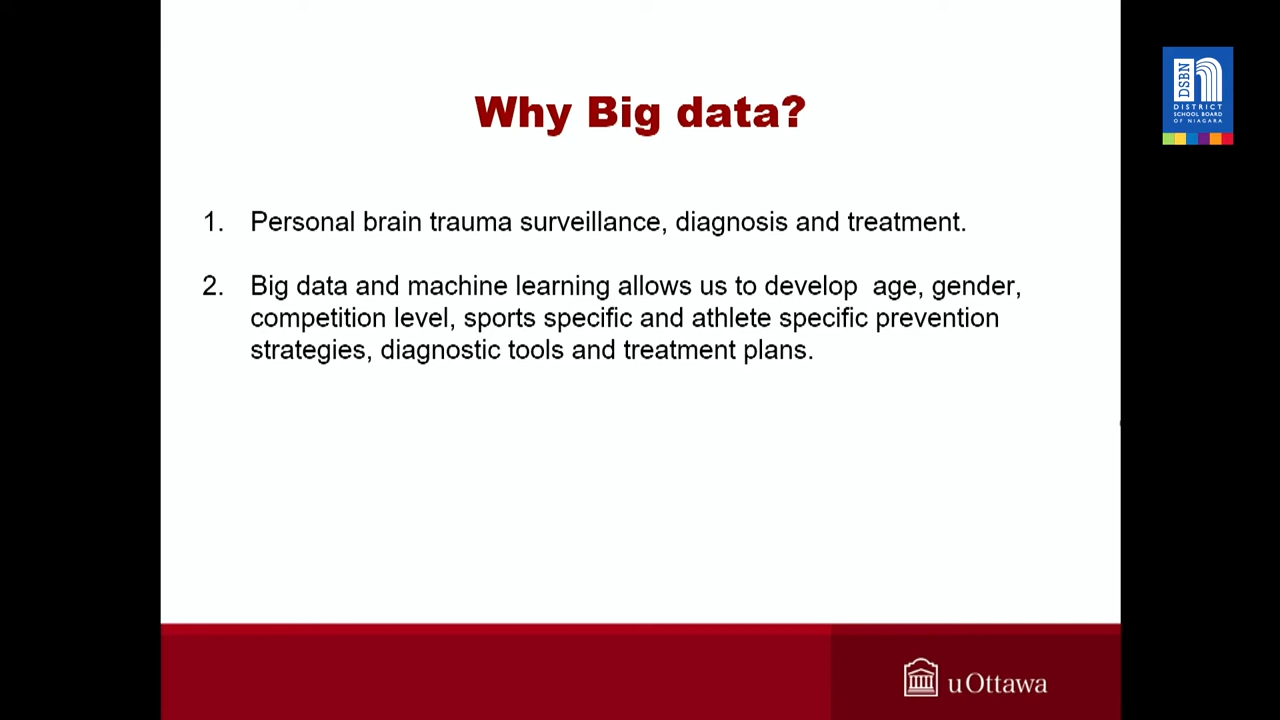 Why Big data?
1. Personal brain trauma surveillance, diagnosis and treatment.
2. Big data and machine learning allows us to develop  age, gender,
competition level, sports specific and athlete specific prevention
strategies, diagnostic tools and treatment plans.
uOttawa
DSBN
DISTRICT
SCHOOL BOARD
OF NIAGARA